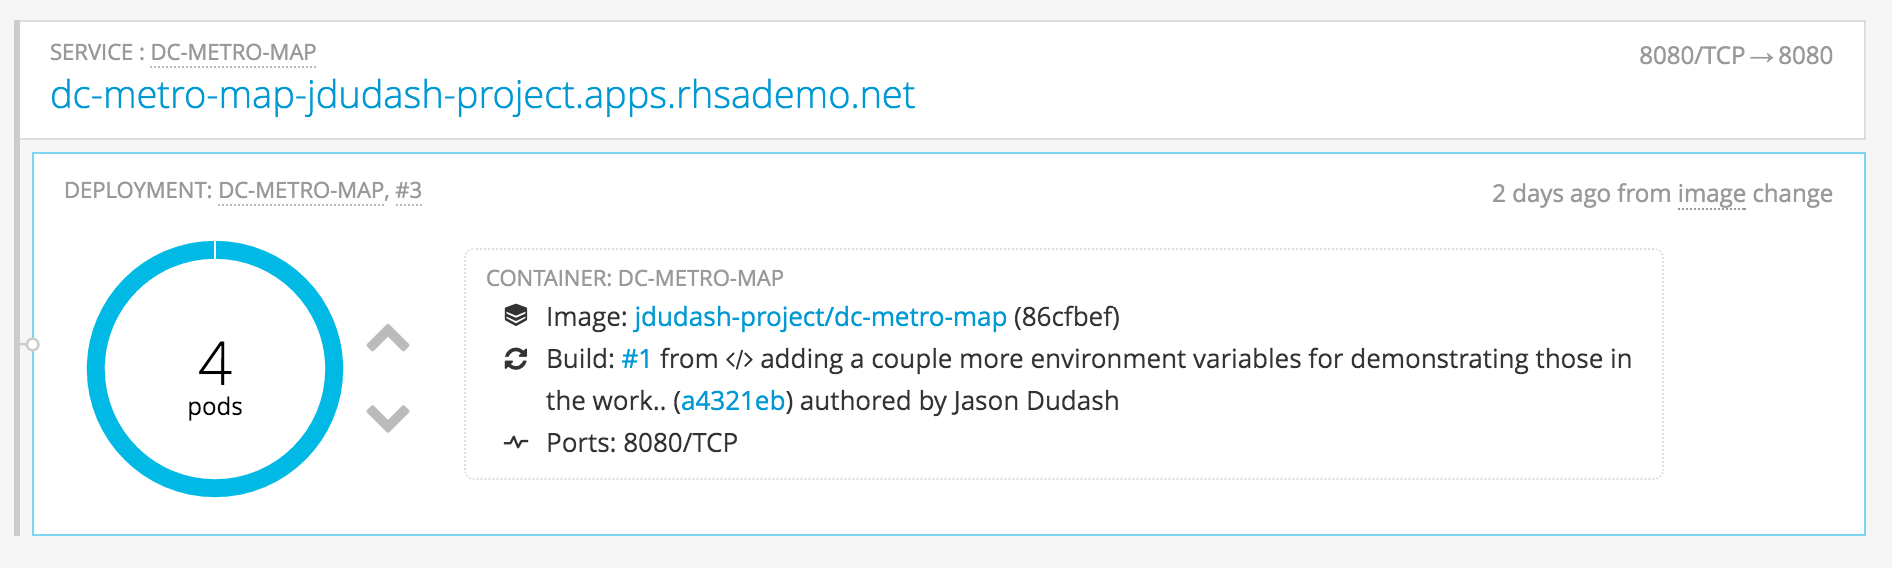 SERVICE : DC-METRO-MAP
8080/TCP → 8080
dc-metro-map-jdudash-project.apps.rhsademo.net
DEPLOYMENT: DC-METRO-MAP, #3
2 days ago from image change
4
pods
CONTAINER: DC-METRO-MAP
Image: jdudash-project/dc-metro-map (86cfbef)
Build: #1 from </> adding a couple more environment variables for demonstrating those in
the work.. (a4321eb) authored by Jason Dudash
Ports: 8080/TCP